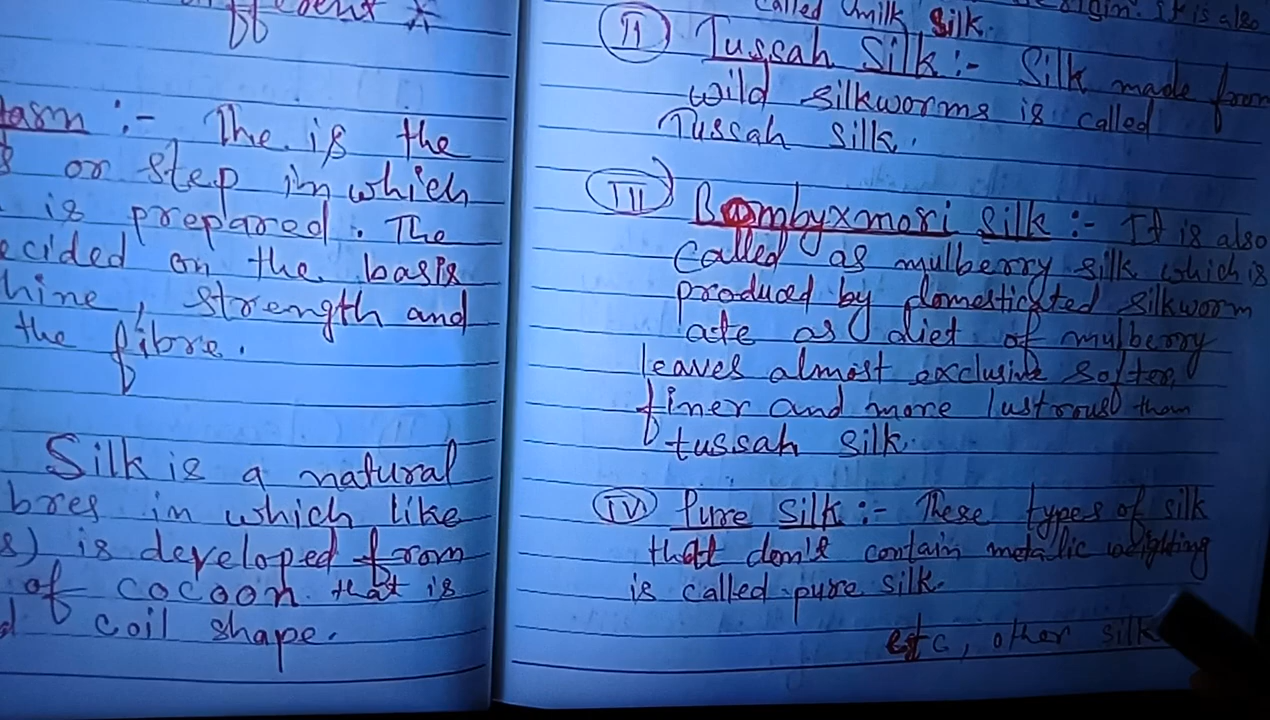 :- The is the
or step in which
is prepared. The
on the basis
strength and
the fibre.
Silk is a natural
in which like
is developed from
of cocoon that is
coil shape.
called milk silk.
It is also
II Tussah Silk :- Silk made from
wild silkworms is called
Tussah silk.
III Bombyxmori Silk :- It is also
called as mulberry silk which is
produced by domesticated silkworm
ate as diet of mulberry
leaves almost exclusive softer,
finer and more lustrous than
tussah silk.
IV Pure Silk :- These types of silk
that don't contain metallic weighting
is called pure silk.
etc, other silk